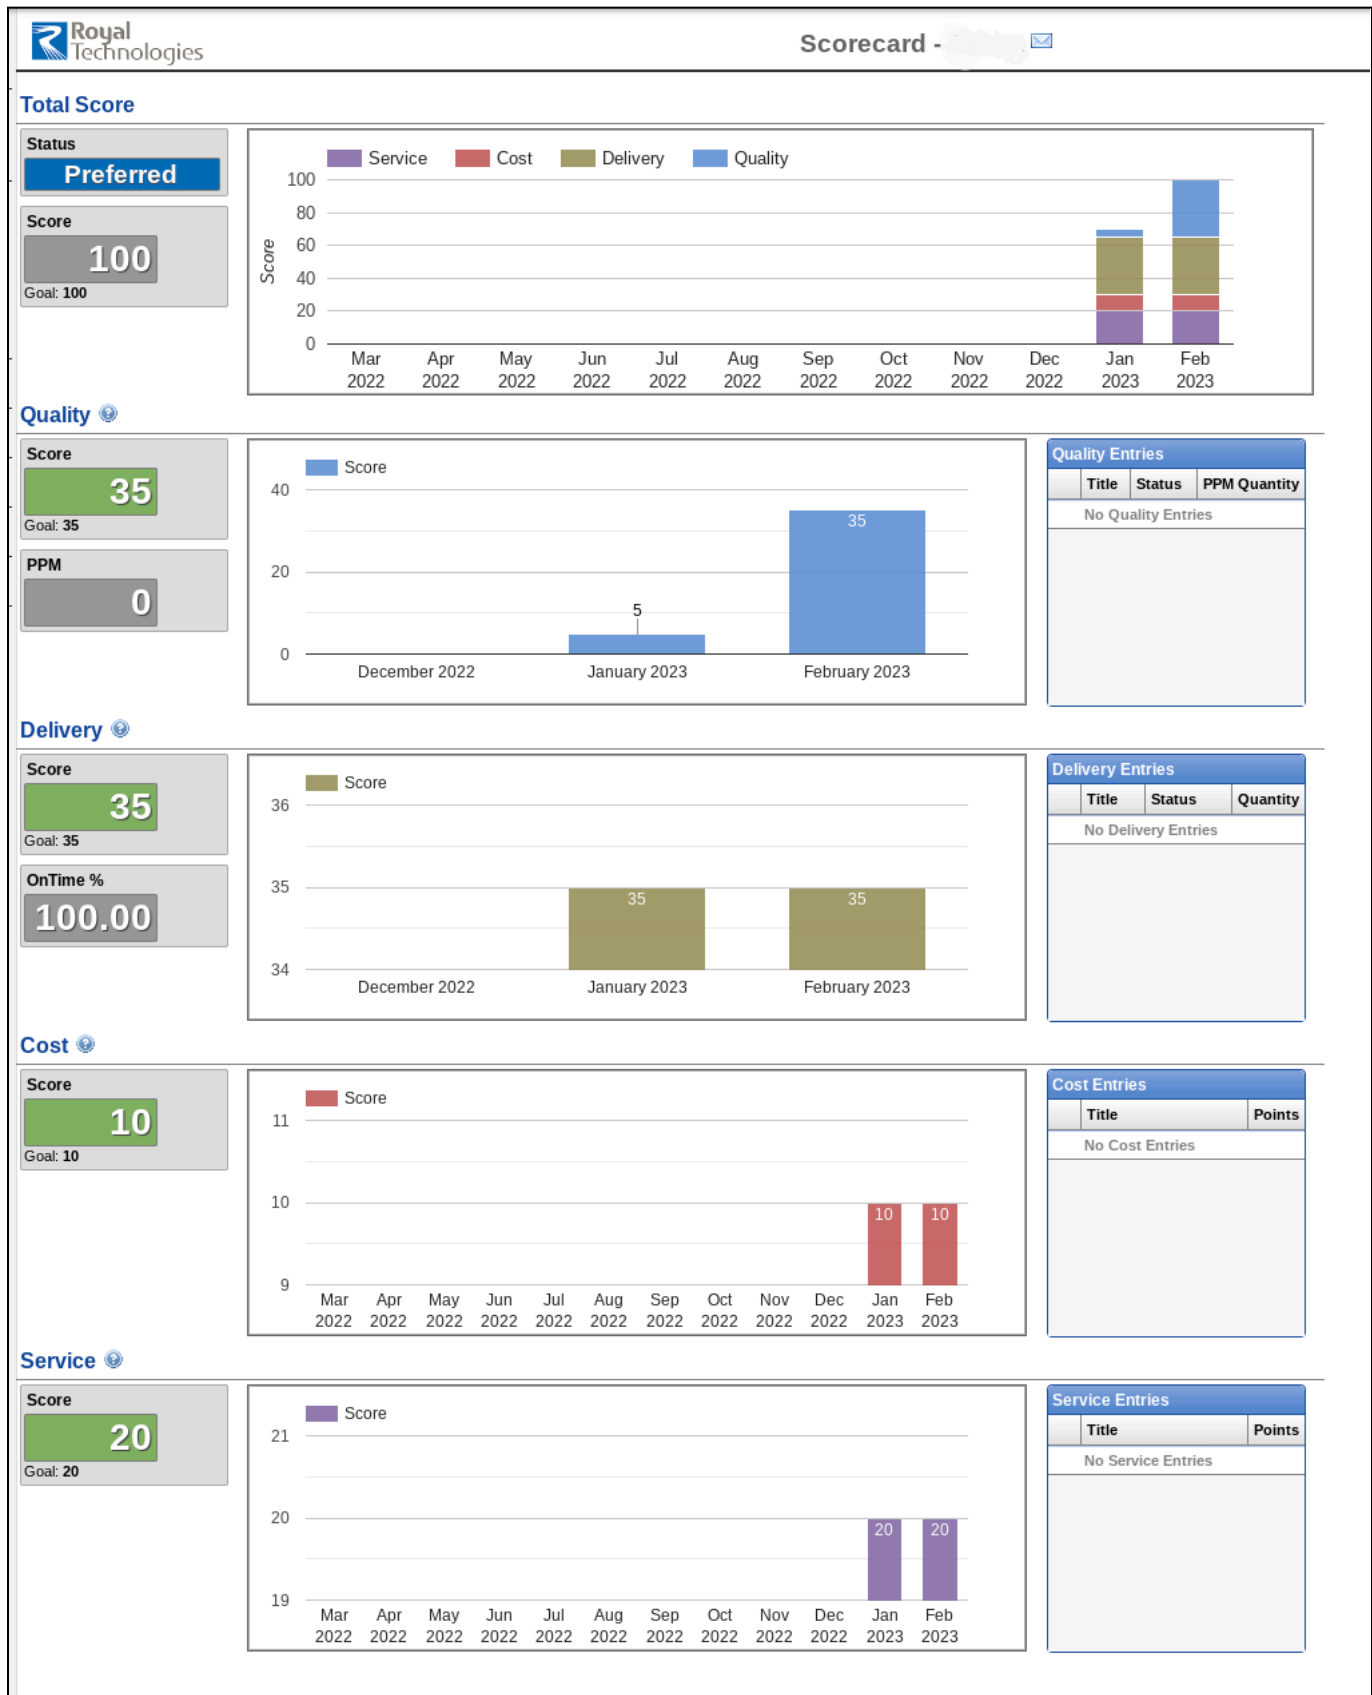 Royal
Technologies
Scorecard -
Total Score
Status
Preferred
Score
100
Goal: 100
Service Cost Delivery Quality
Score
100
80
60
40
20
0
Mar Apr May Jun Jul Aug Sep Oct Nov Dec Jan Feb
2022 2022 2022 2022 2022 2022 2022 2022 2022 2022 2023 2023
Quality
Score
35
Goal: 35
PPM
0
Score
40
20
0
5
35
December 2022 January 2023 February 2023
Quality Entries
Title Status PPM Quantity
No Quality Entries
Delivery
Score
35
Goal: 35
OnTime %
100.00
Score
36
35
34
35 35
December 2022 January 2023 February 2023
Delivery Entries
Title Status Quantity
No Delivery Entries
Cost
Score
10
Goal: 10
Score
11
10
9
10 10
Mar Apr May Jun Jul Aug Sep Oct Nov Dec Jan Feb
2022 2022 2022 2022 2022 2022 2022 2022 2022 2022 2023 2023
Cost Entries
Title Points
No Cost Entries
Service
Score
20
Goal: 20
Score
21
20
19
20 20
Mar Apr May Jun Jul Aug Sep Oct Nov Dec Jan Feb
2022 2022 2022 2022 2022 2022 2022 2022 2022 2022 2023 2023
Service Entries
Title Points
No Service Entries